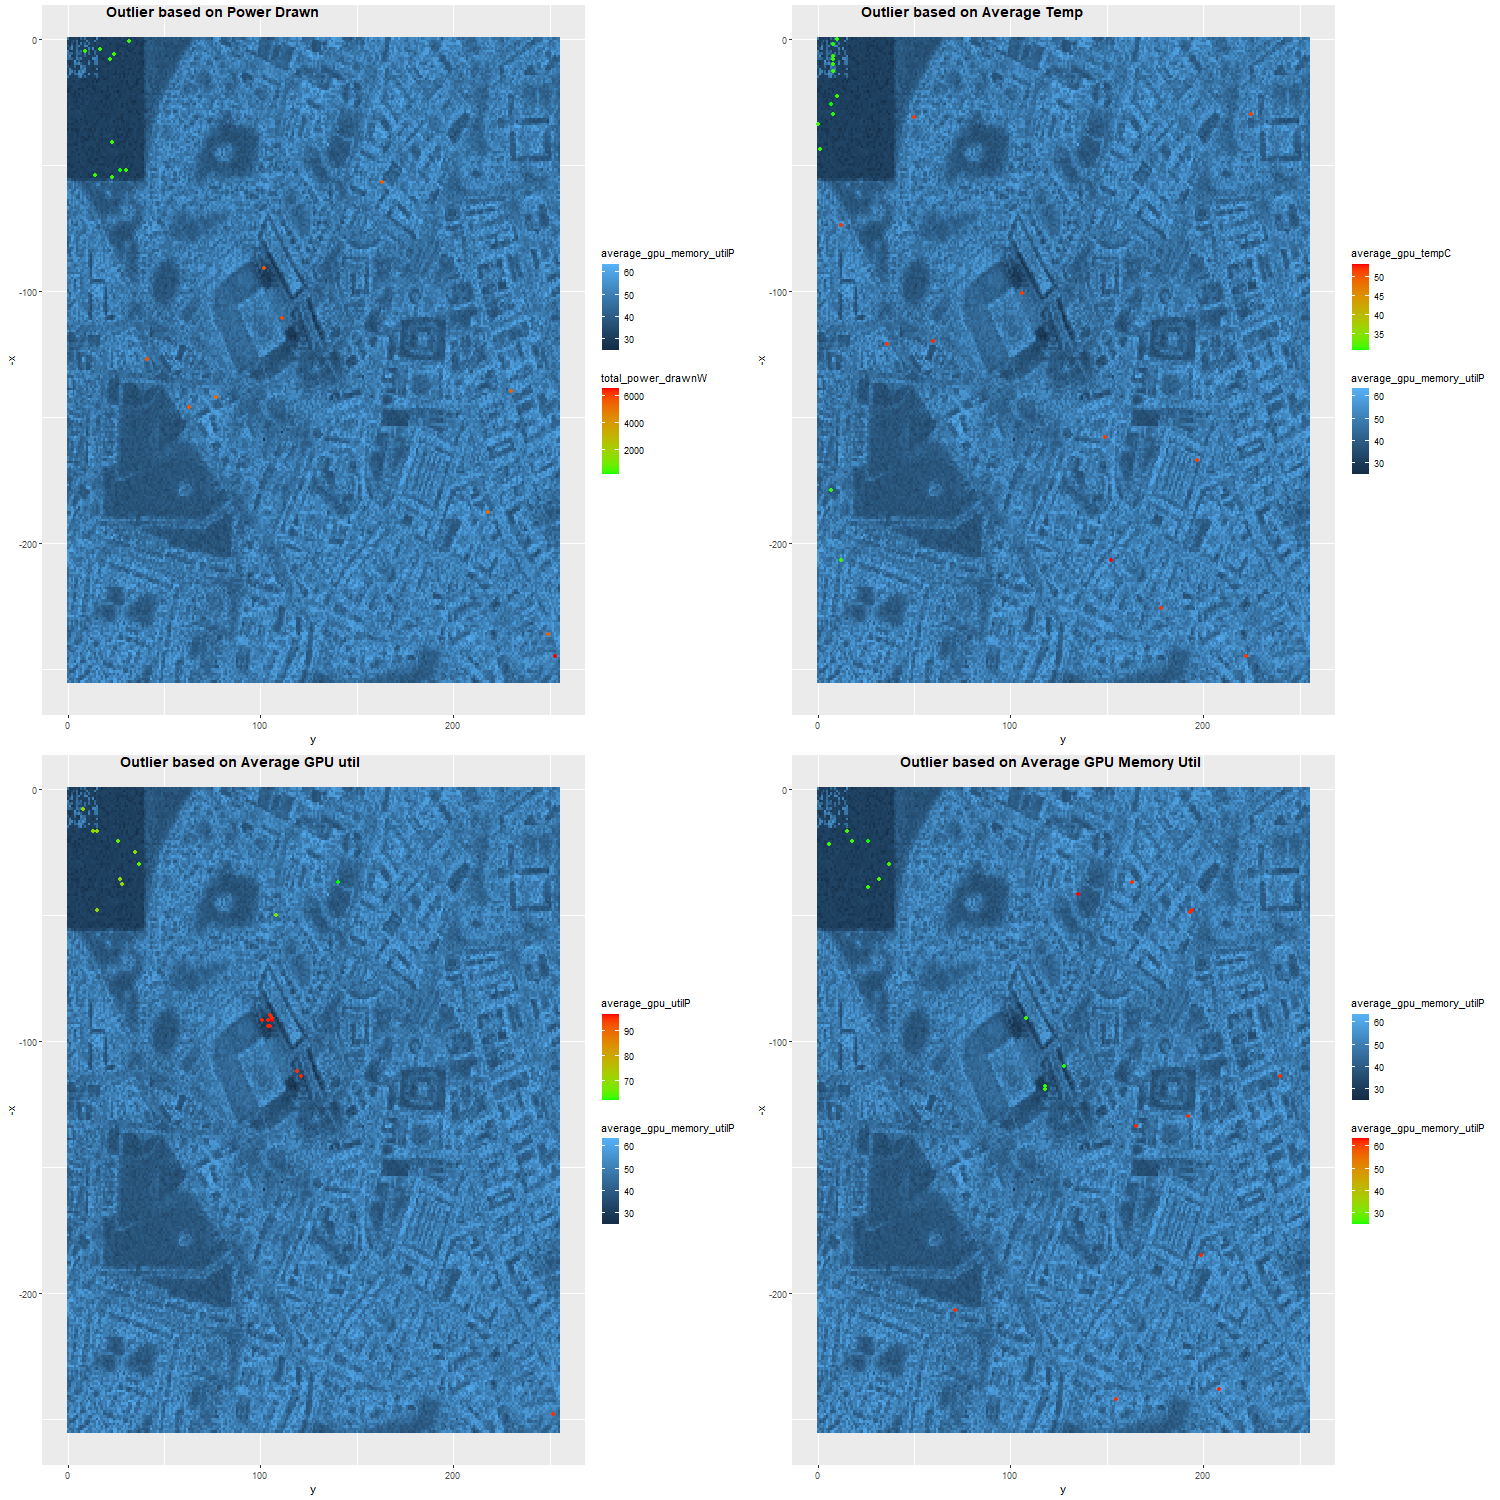 Outlier based on Power Drawn
0
-100
-200
-x
0
100
200
y
average_gpu_memory_utilP
60
50
40
30
total_power_drawnW
6000
4000
2000
Outlier based on Average Temp
0
-100
-200
-x
0
100
200
y
average_gpu_tempC
50
45
40
35
average_gpu_memory_utilP
60
50
40
30
Outlier based on Average GPU util
0
-100
-200
-x
0
100
200
y
average_gpu_utilP
90
80
70
average_gpu_memory_utilP
60
50
40
30
Outlier based on Average GPU Memory Util
0
-100
-200
-x
0
100
200
y
average_gpu_memory_utilP
60
50
40
30
average_gpu_memory_utilP
60
50
40
30